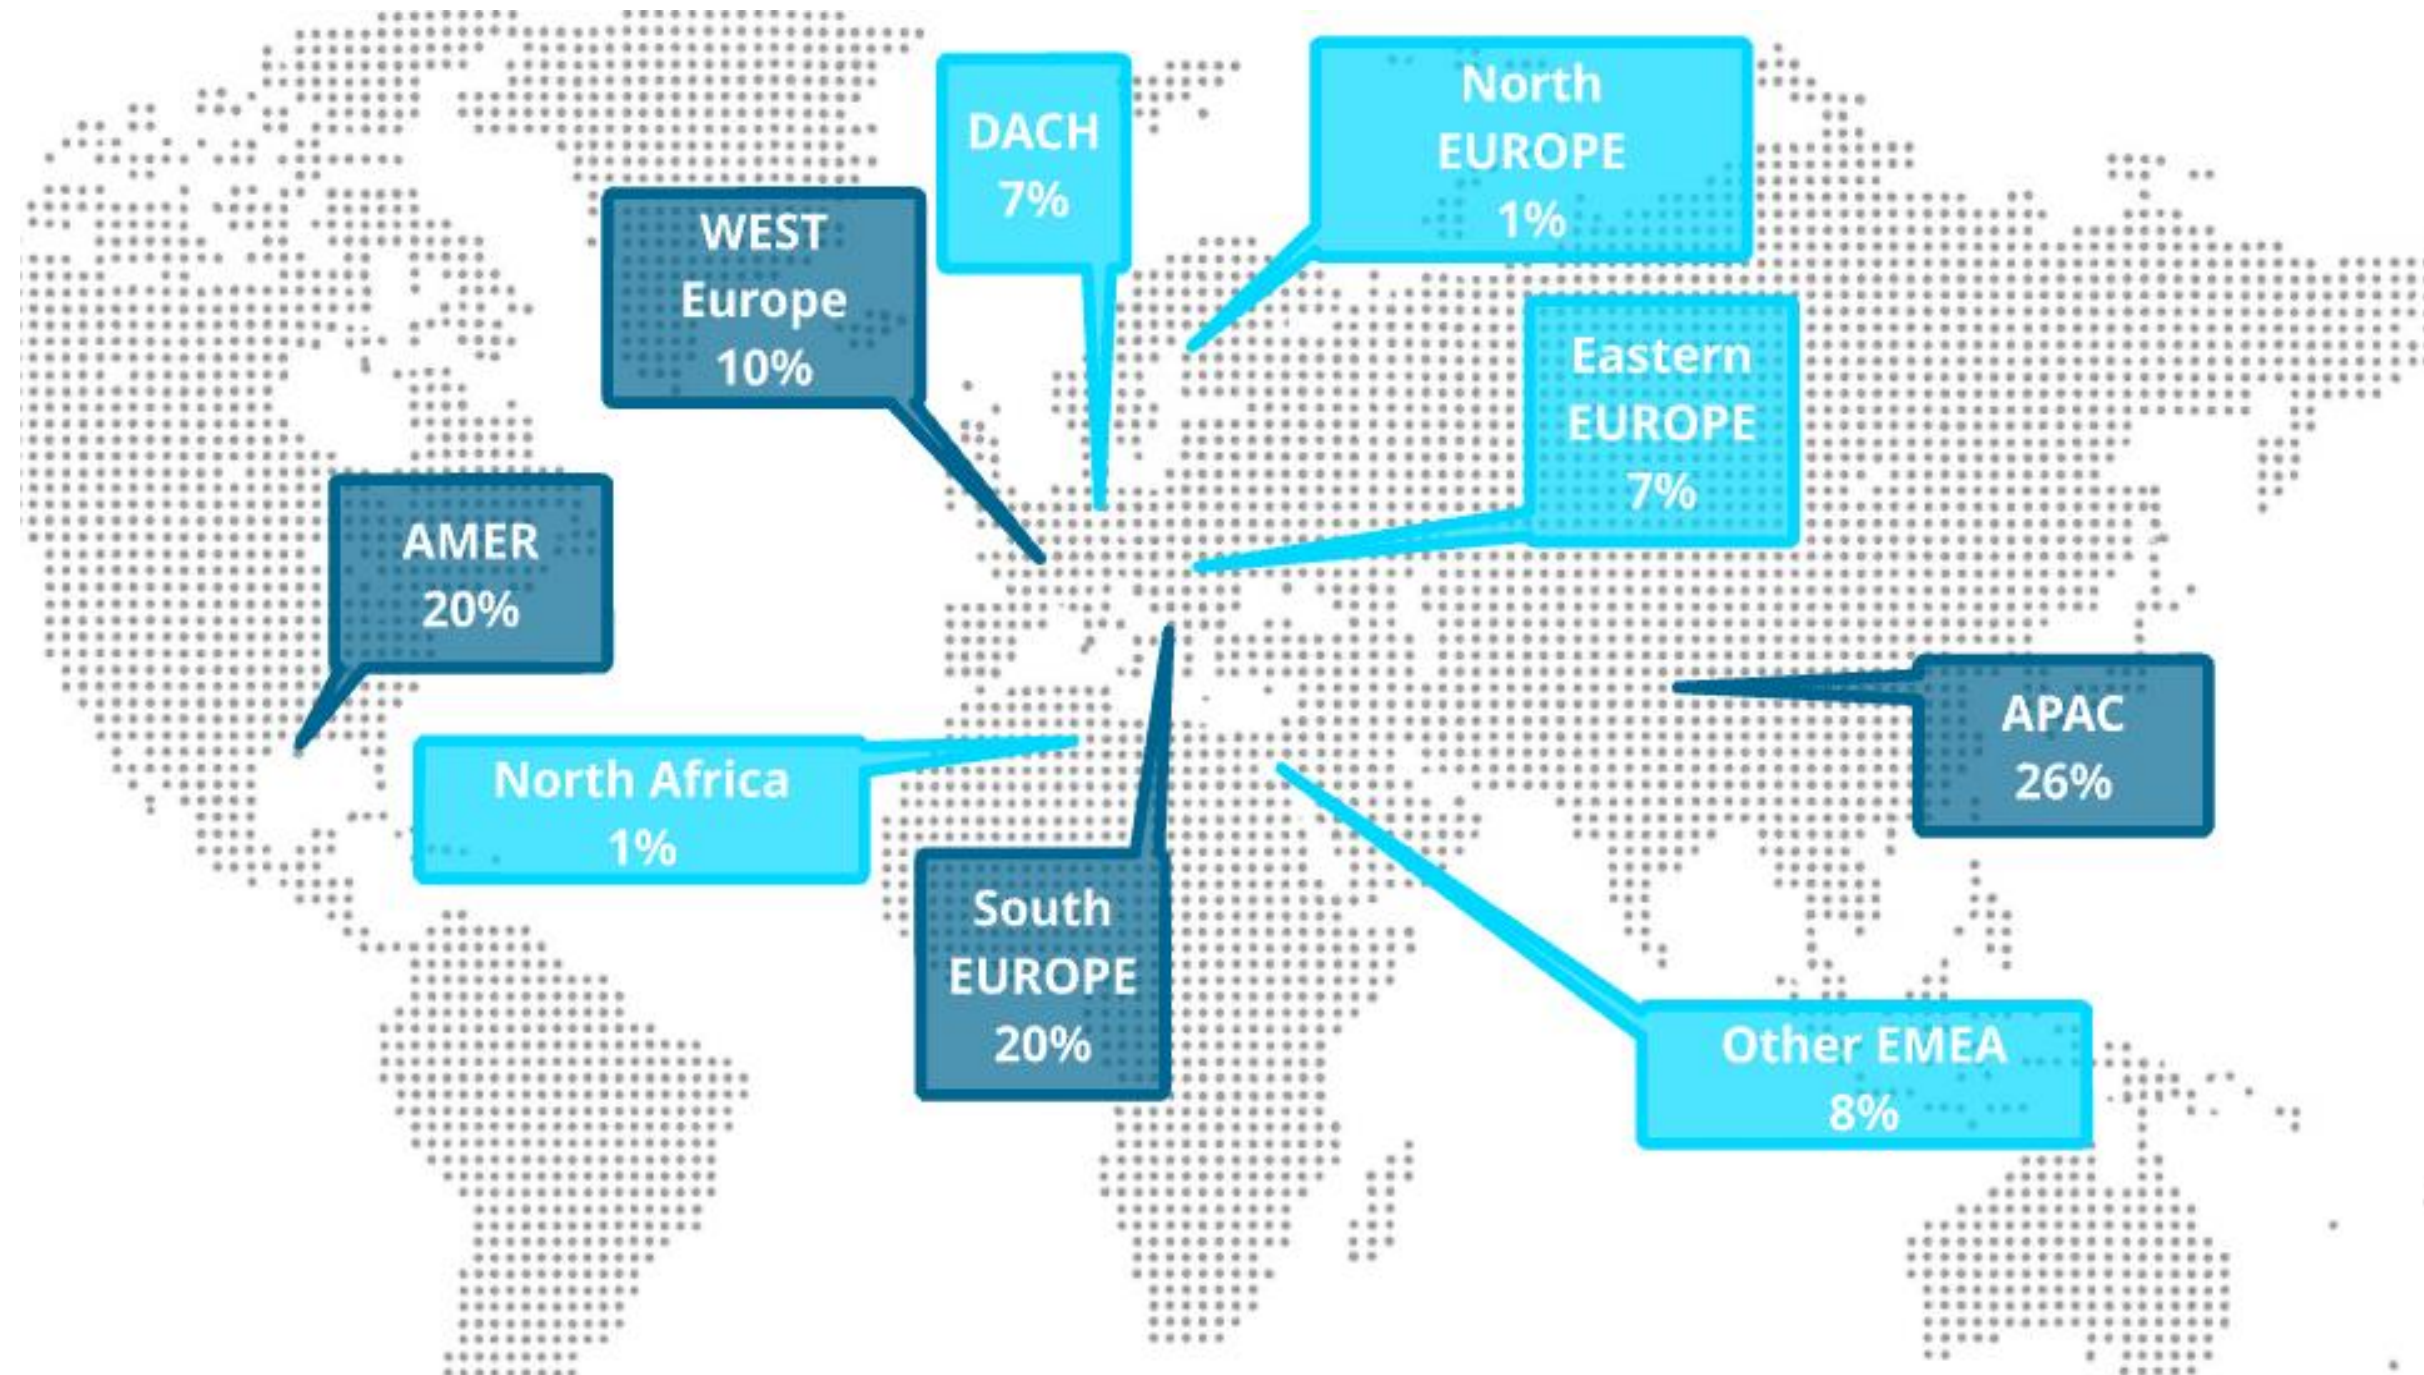 DACH
7%
North
EUROPE
1%
WEST
Europe
10%
Eastern
EUROPE
7%
AMER
20%
APAC
26%
North Africa
1%
South
EUROPE
20%
Other EMEA
8%